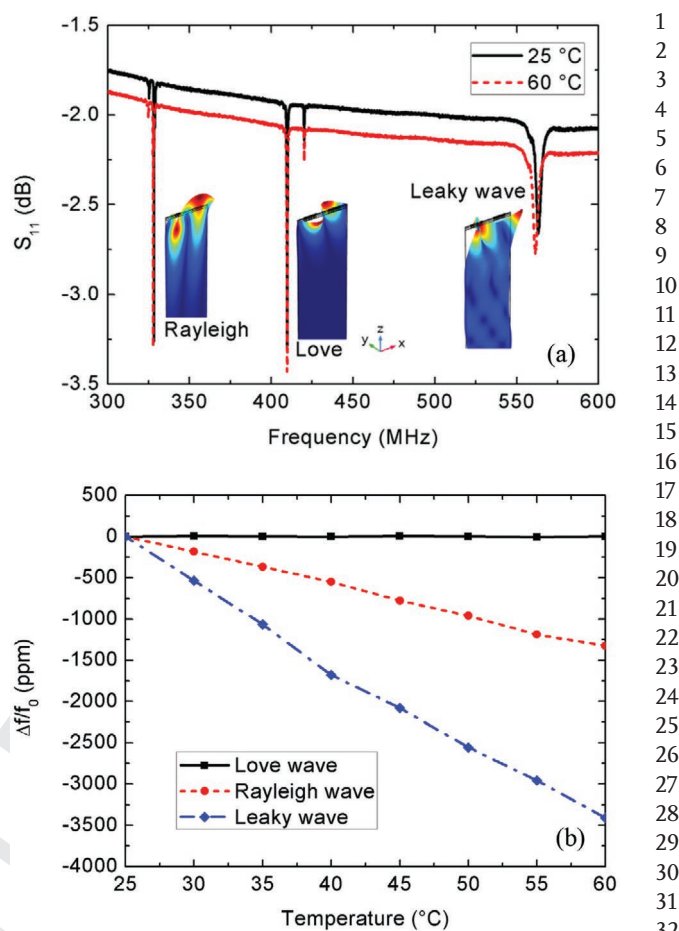 -1.5
-2.0
-2.5
-3.0
-3.5
S11 (dB)
25 °C
60 °C
Leaky wave
Rayleigh
Love
y z x
(a)
300 350 400 450 500 550 600
Frequency (MHz)
500
0
-500
-1000
-1500
-2000
-2500
-3000
-3500
-4000
Δf/f0 (ppm)
Love wave
Rayleigh wave
Leaky wave
(b)
25 30 35 40 45 50 55 60
Temperature (°C)
1
2
3
4
5
6
7
8
9
10
11
12
13
14
15
16
17
18
19
20
21
22
23
24
25
26
27
28
29
30
31
32